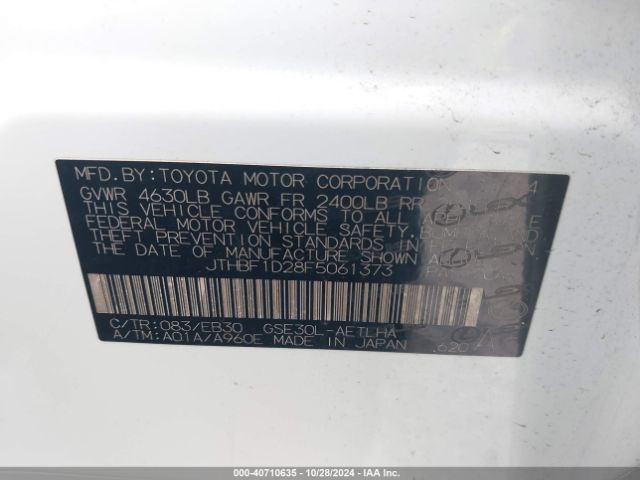 MFD. BY: TOYOTA MOTOR CORPORATION
GVWR 4630LB GAWR FR 2400LB RR
THIS VEHICLE CONFORMS TO ALL
FEDERAL MOTOR VEHICLE SAFETY,
THEFT PREVENTION STANDARDS IN
THE DATE OF MANUFACTURE SHOWN
JTHBF1D28F5061373
C/TR: 083/EB30 GSE30L-AETLHA
A/TM: A01A/A960E MADE IN JAPAN
000-40710635 | 10/28/2024 | IAA Inc.